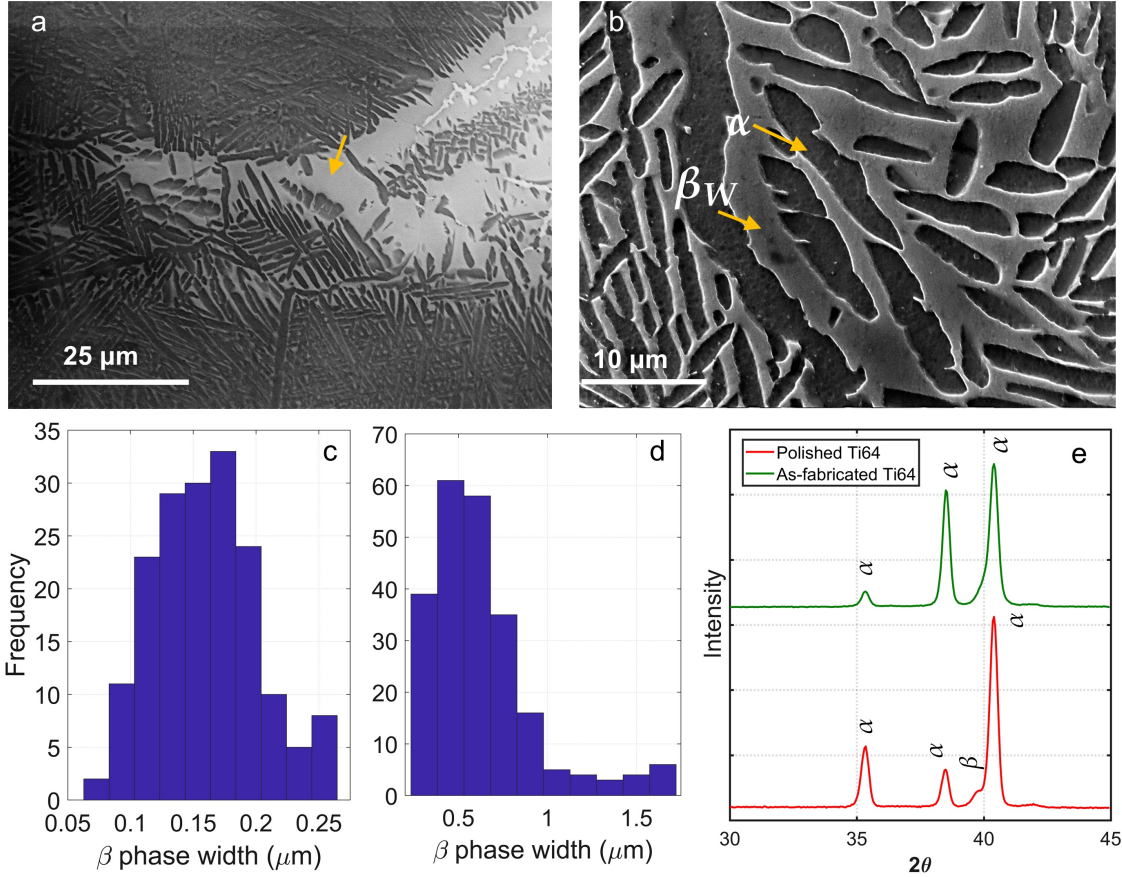 a
25 μm
b
α
βW
10 μm
c
35
30
25
20
15
10
5
0
0.05
0.1
0.15
0.2
0.25
Frequency
β phase width (μm)
d
70
60
50
40
30
20
10
0
0.5
1
1.5
β phase width (μm)
e
Polished Ti64
As-fabricated Ti64
α
α
α
α
α
β
α
Intensity
30
35
40
45
2θ